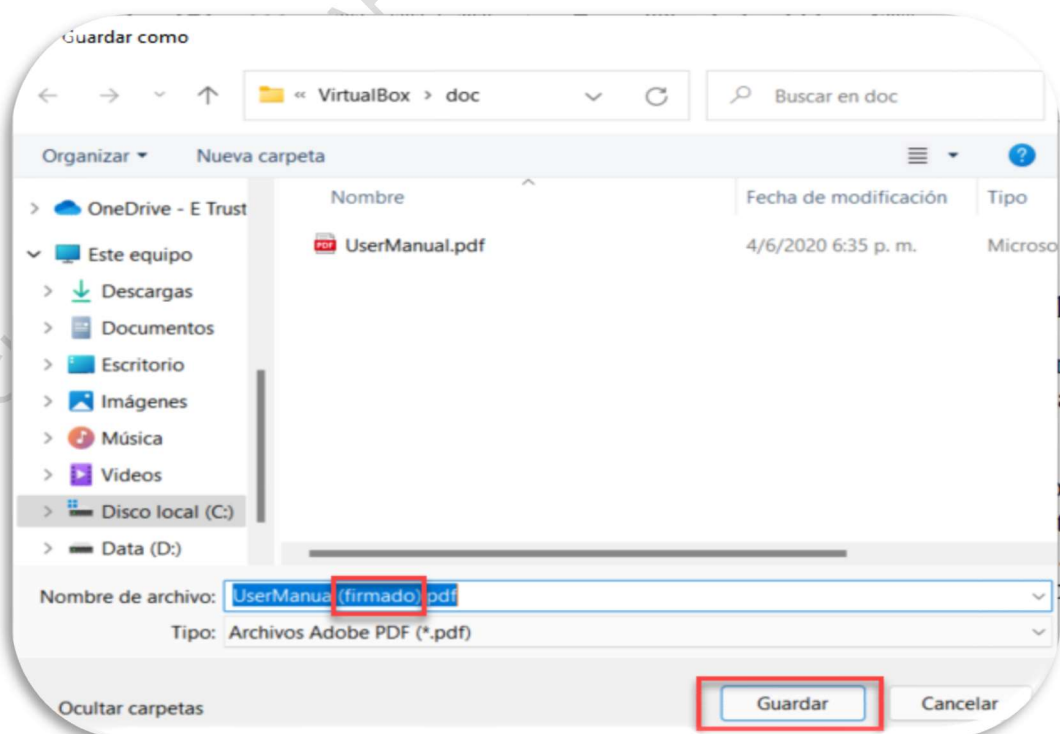 Guardar como
« VirtualBox > doc
Buscar en doc
Organizar
Nueva carpeta
Nombre
Fecha de modificación
Tipo
OneDrive - E Trust
UserManual.pdf
4/6/2020 6:35 p. m.
Microso
Este equipo
Descargas
Documentos
Escritorio
Imágenes
Música
Videos
Disco local (C:)
Data (D:)
Nombre de archivo: UserManual(firmado).pdf
Tipo: Archivos Adobe PDF (*.pdf)
Ocultar carpetas
Guardar
Cancelar